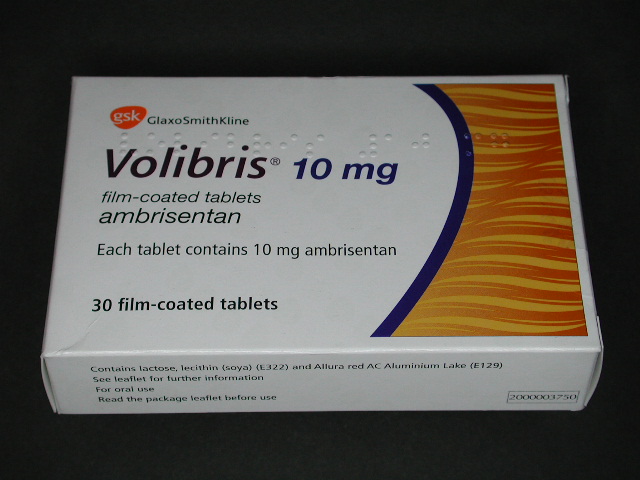 gsk GlaxoSmithKline
Volibris® 10 mg
film-coated tablets
ambrisentan
Each tablet contains 10 mg ambrisentan
30 film-coated tablets
Contains lactose, lecithin (soya) (E322) and Allura red AC Aluminium Lake (E129)
See leaflet for further information
For oral use
Read the package leaflet before use
2000003750